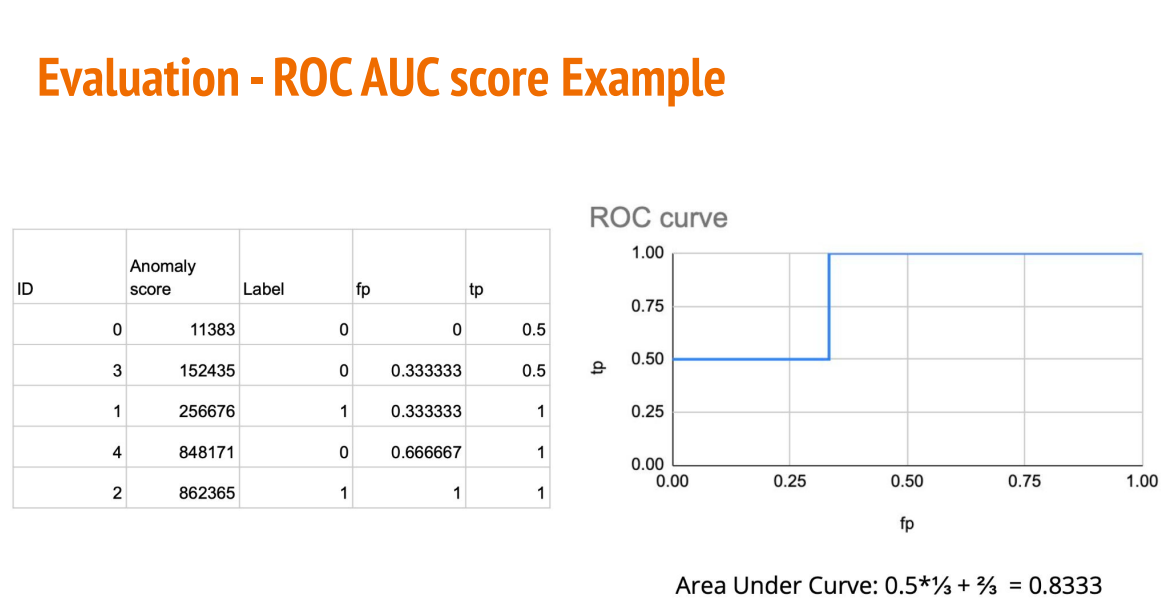 Evaluation - ROC AUC score Example
ID Anomaly score Label fp tp
0 11383 0 0 0.5
3 152435 0 0.333333 0.5
1 256676 1 0.333333 1
4 848171 0 0.666667 1
2 862365 1 1 1
ROC curve
1.00
0.75
0.50
0.25
0.00
tp
0.00 0.25 0.50 0.75 1.00
fp
Area Under Curve: 0.5*⅓ + ⅔ = 0.8333